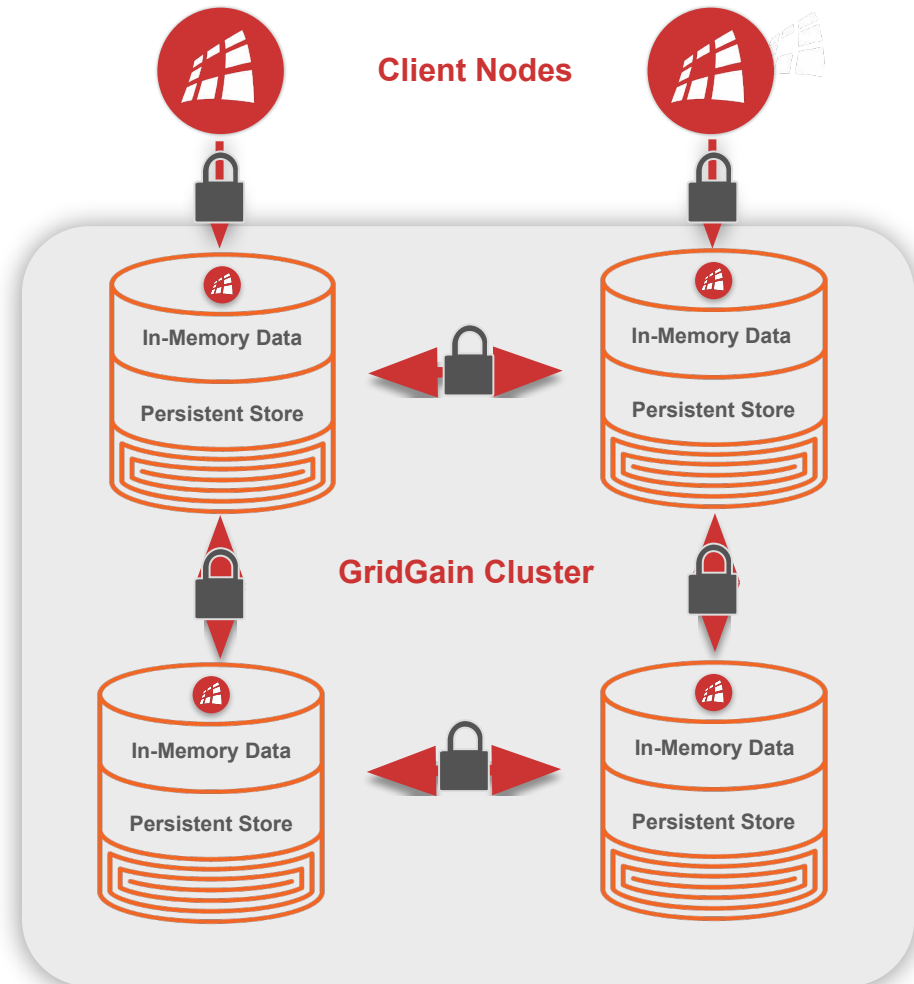 Client Nodes
In-Memory Data
In-Memory Data
Persistent Store
Persistent Store
GridGain Cluster
In-Memory Data
In-Memory Data
Persistent Store
Persistent Store